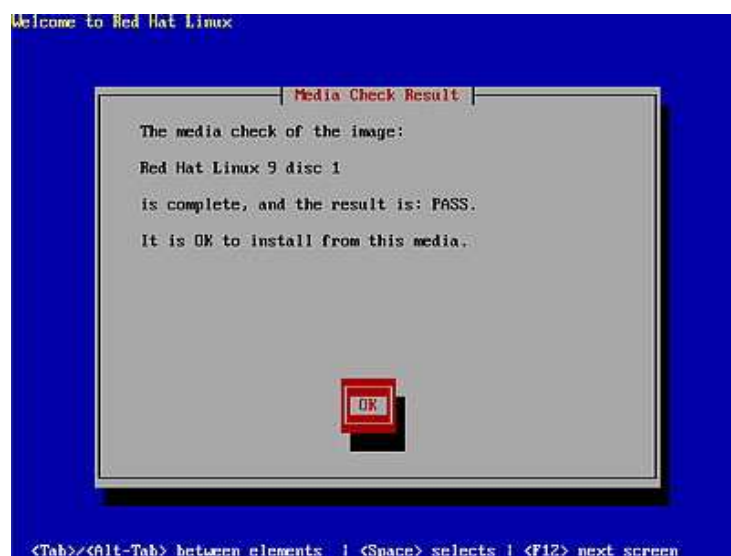 Welcome to Red Hat Linux
Media Check Result
The media check of the image:
Red Hat Linux 9 disc 1
is complete, and the result is: PASS.
It is OK to install from this media.
OK
<Tab>/<Alt-Tab> between elements | <Space> selects | <F12> next screen